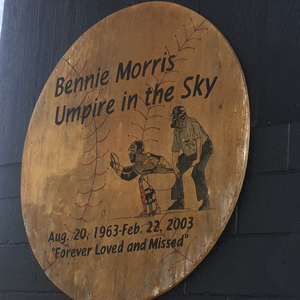 Bennie Morris
Umpire in the Sky
Aug. 20, 1963-Feb. 22, 2003
"Forever Loved and Missed"